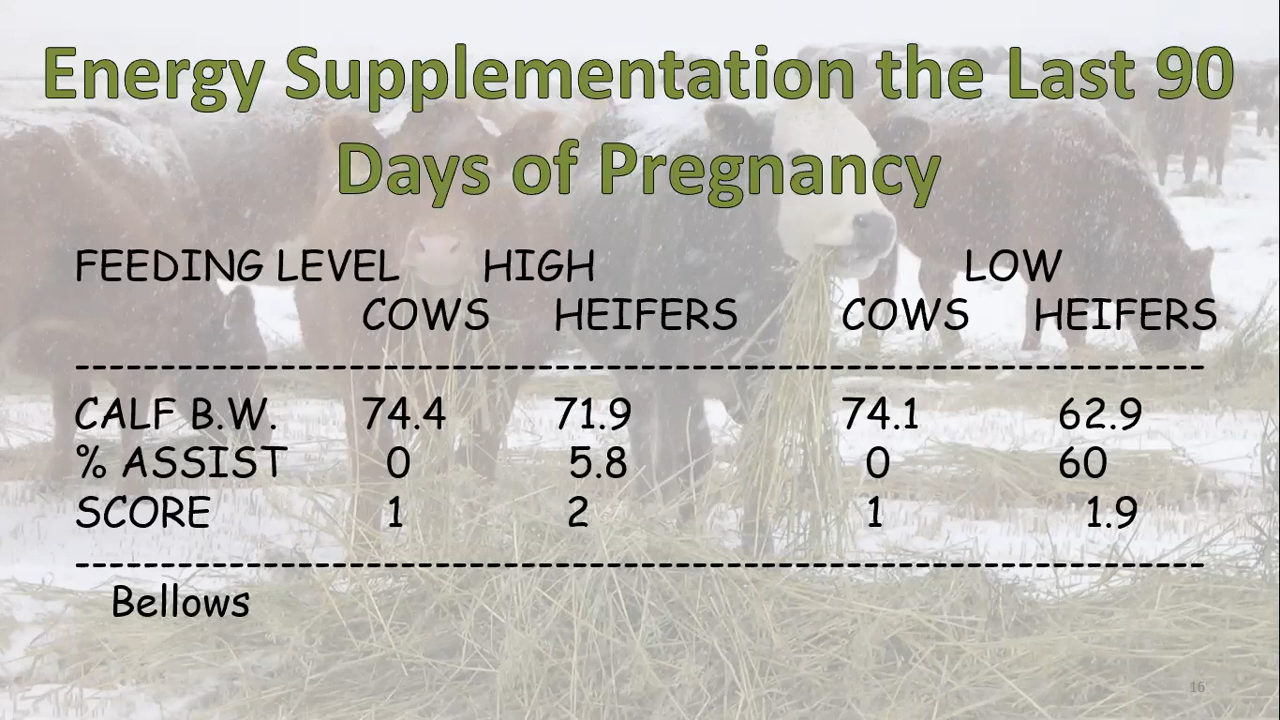 Energy Supplementation the Last 90
Days of Pregnancy
FEEDING LEVEL HIGH LOW
COWS HEIFERS COWS HEIFERS
--------------------------------------------------------------------
CALF B.W. 74.4 71.9 74.1 62.9
% ASSIST 0 5.8 0 60
SCORE 1 2 1 1.9
--------------------------------------------------------------------
Bellows
16